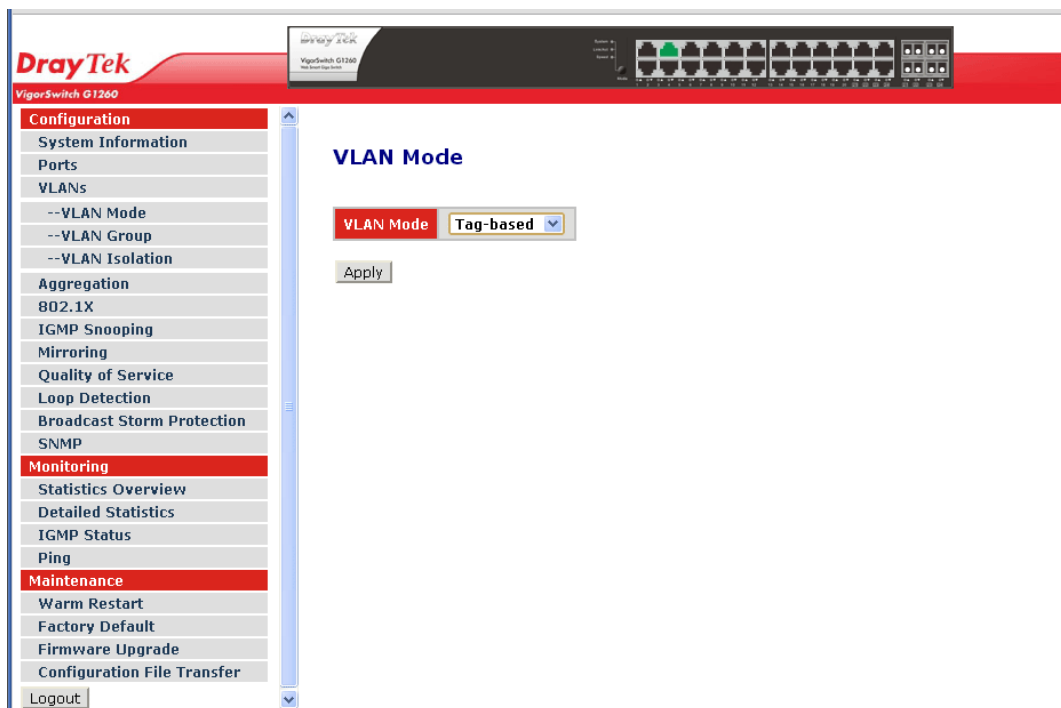 DrayTek
VigorSwitch G1260
DrayTek
VigorSwitch G1260
Configuration
System Information
Ports
VLANs
--VLAN Mode
--VLAN Group
--VLAN Isolation
Aggregation
802.1X
IGMP Snooping
Mirroring
Quality of Service
Loop Detection
Broadcast Storm Protection
SNMP
Monitoring
Statistics Overview
Detailed Statistics
IGMP Status
Ping
Maintenance
Warm Restart
Factory Default
Firmware Upgrade
Configuration File Transfer
Logout
VLAN Mode
VLAN Mode Tag-based
Apply